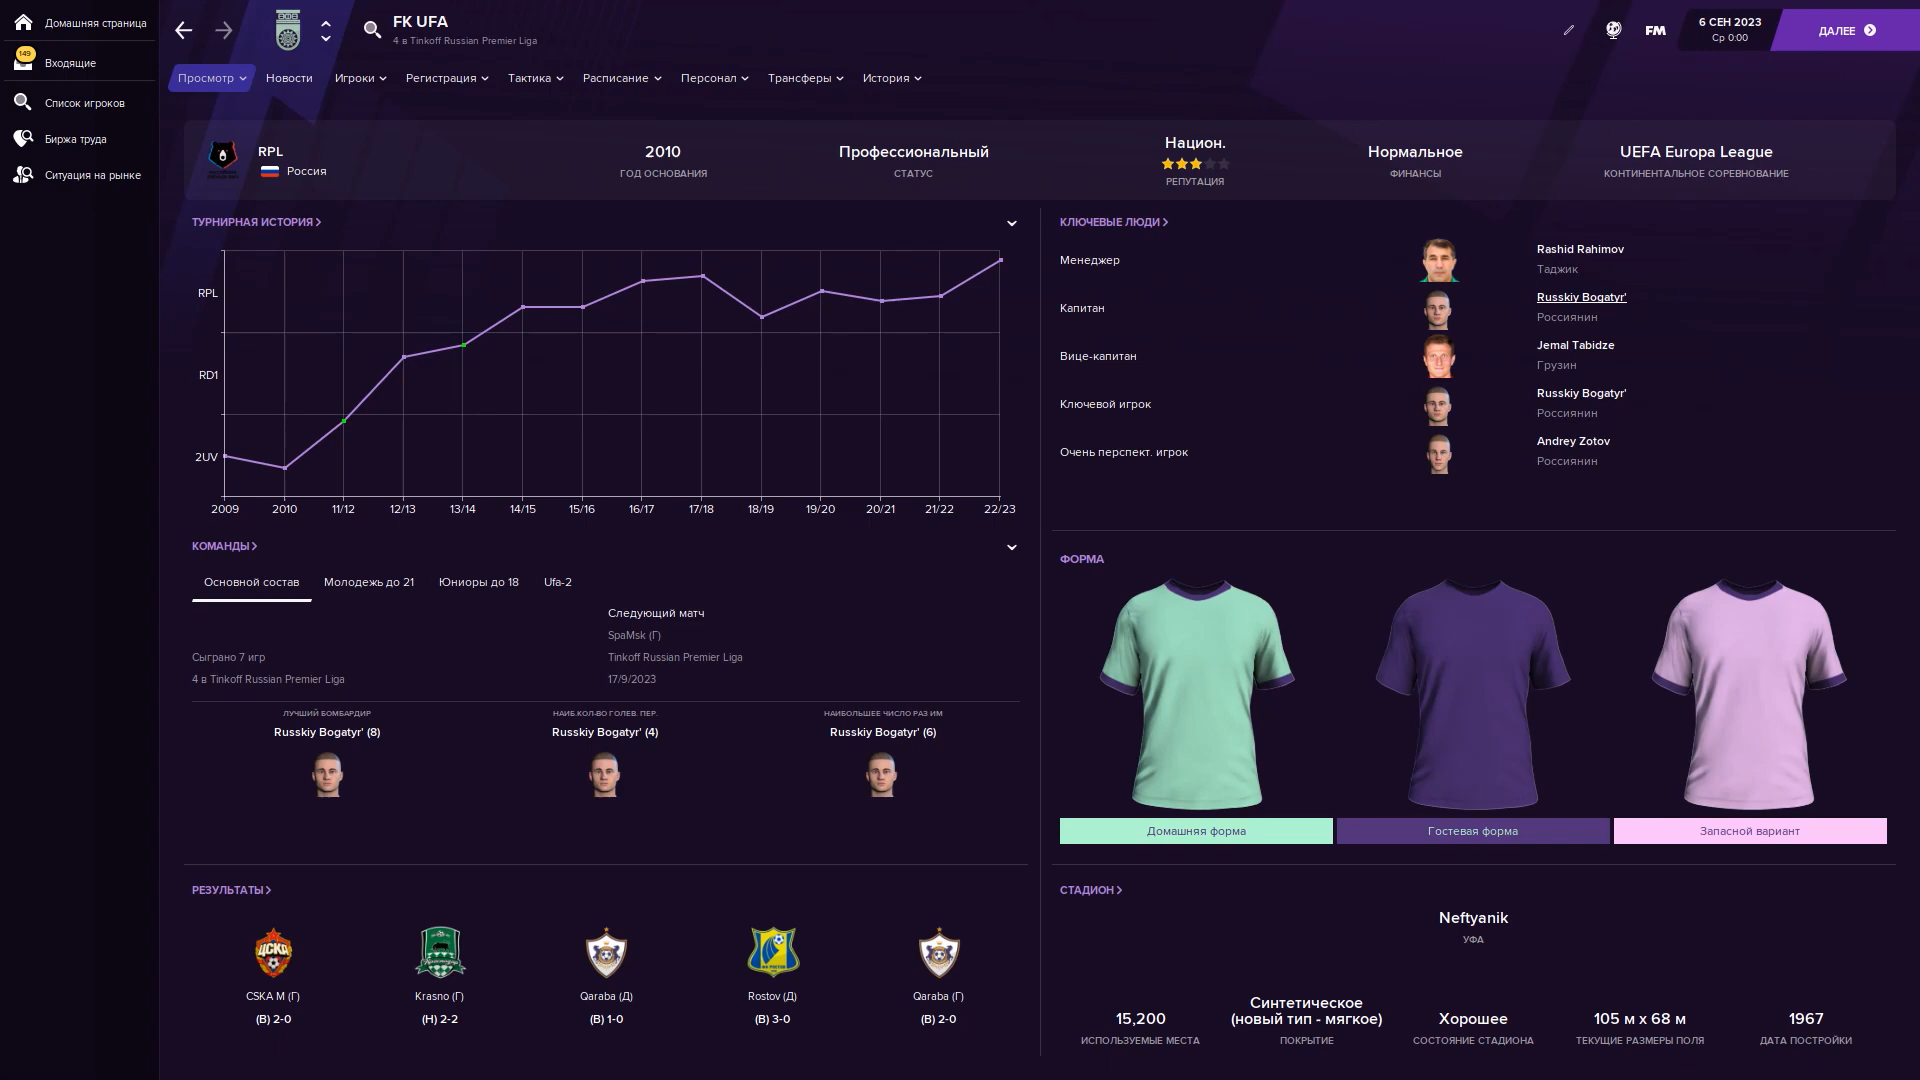 Домашняя страница
149
Входящие
Список игроков
Биржа труда
Ситуация на рынке
FK UFA
4 в Tinkoff Russian Premier Liga
FM
6 СЕН 2023
Ср 0:00
ДАЛЕЕ
Просмотр
Новости
Игроки
Регистрация
Тактика
Расписание
Персонал
Трансферы
История
RPL
Россия
2010
ГОД ОСНОВАНИЯ
Профессиональный
СТАТУС
Национ.
РЕПУТАЦИЯ
Нормальное
ФИНАНСЫ
UEFA Europa League
КОНТИНЕНТАЛЬНОЕ СОРЕВНОВАНИЕ
ТУРНИРНАЯ ИСТОРИЯ
RPL
RD1
2UV
2009 2010 11/12 12/13 13/14 14/15 15/16 16/17 17/18 18/19 19/20 20/21 21/22 22/23
КЛЮЧЕВЫЕ ЛЮДИ
Менеджер
Rashid Rahimov
Таджик
Капитан
Russkiy Bogatyr'
Россиянин
Вице-капитан
Jemal Tabidze
Грузин
Ключевой игрок
Russkiy Bogatyr'
Россиянин
Очень перспект. игрок
Andrey Zotov
Россиянин
КОМАНДЫ
Основной состав
Молодежь до 21
Юниоры до 18
Ufa-2
Следующий матч
SpaMsk (Г)
Сыграно 7 игр
Tinkoff Russian Premier Liga
4 в Tinkoff Russian Premier Liga
17/9/2023
ЛУЧШИЙ БОМБАРДИР
Russkiy Bogatyr' (8)
НАИБ.КОЛ-ВО ГОЛЕВ. ПЕР.
Russkiy Bogatyr' (4)
НАИБОЛЬШЕЕ ЧИСЛО РАЗ ИМ
Russkiy Bogatyr' (6)
ФОРМА
Домашняя форма
Гостевая форма
Запасной вариант
РЕЗУЛЬТАТЫ
ЦСКА
CSKA M (Г)
(В) 2-0
Krasno (Г)
(Н) 2-2
Qaraba (Д)
(В) 1-0
Rostov (Д)
(В) 3-0
Qaraba (Г)
(В) 2-0
СТАДИОН
Neftyanik
УФА
15,200
ИСПОЛЬЗУЕМЫЕ МЕСТА
Синтетическое
(новый тип - мягкое)
ПОКРЫТИЕ
Хорошее
СОСТОЯНИЕ СТАДИОНА
105 м x 68 м
ТЕКУЩИЕ РАЗМЕРЫ ПОЛЯ
1967
ДАТА ПОСТРОЙКИ